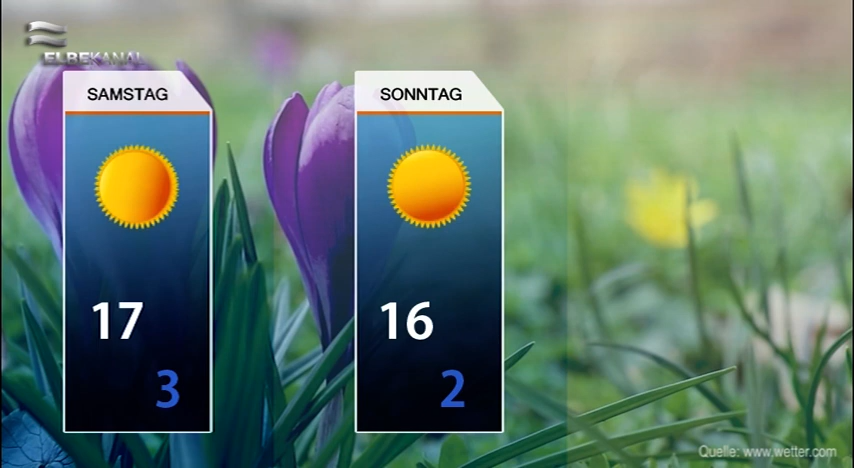 ELBEKANAL
SAMSTAG
SONNTAG
17
16
3
2
Quelle: www.wetter.com